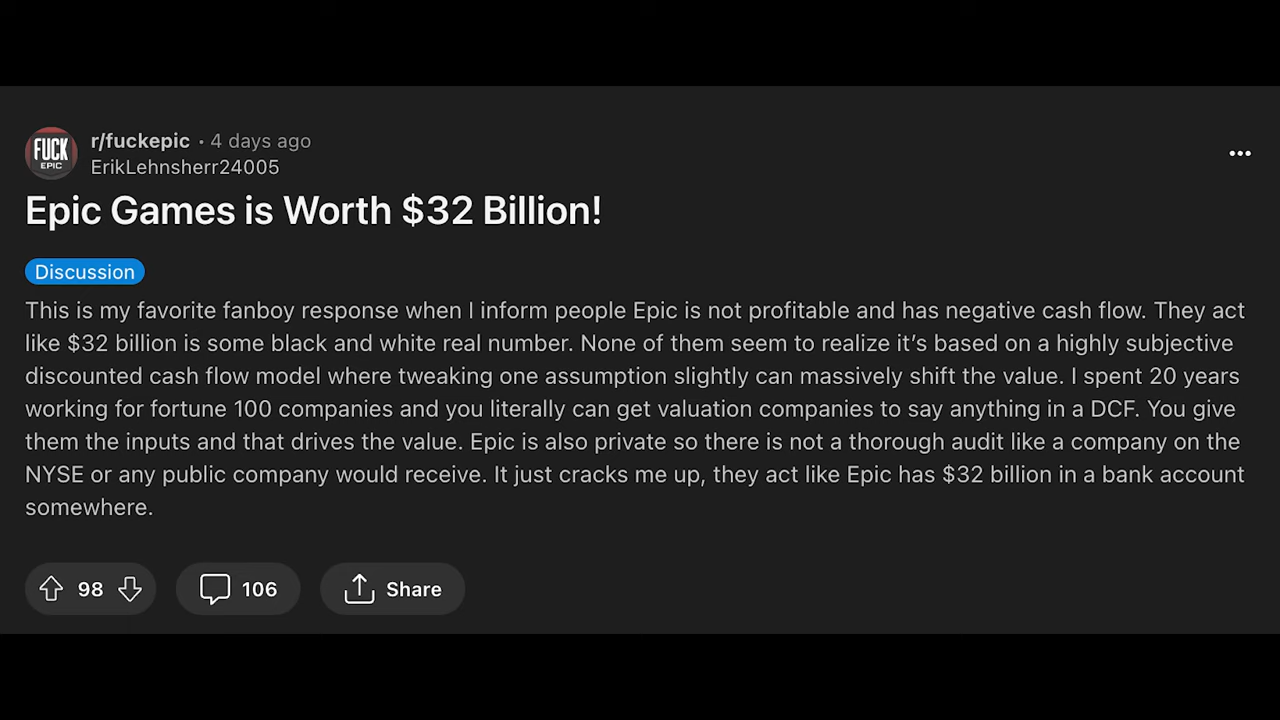 FUCK
EPIC
r/fuckepic · 4 days ago
ErikLehnsherr24005
Epic Games is Worth $32 Billion!
Discussion
This is my favorite fanboy response when I inform people Epic is not profitable and has negative cash flow. They act
like $32 billion is some black and white real number. None of them seem to realize it’s based on a highly subjective
discounted cash flow model where tweaking one assumption slightly can massively shift the value. I spent 20 years
working for fortune 100 companies and you literally can get valuation companies to say anything in a DCF. You give
them the inputs and that drives the value. Epic is also private so there is not a thorough audit like a company on the
NYSE or any public company would receive. It just cracks me up, they act like Epic has $32 billion in a bank account
somewhere.
98
106
Share